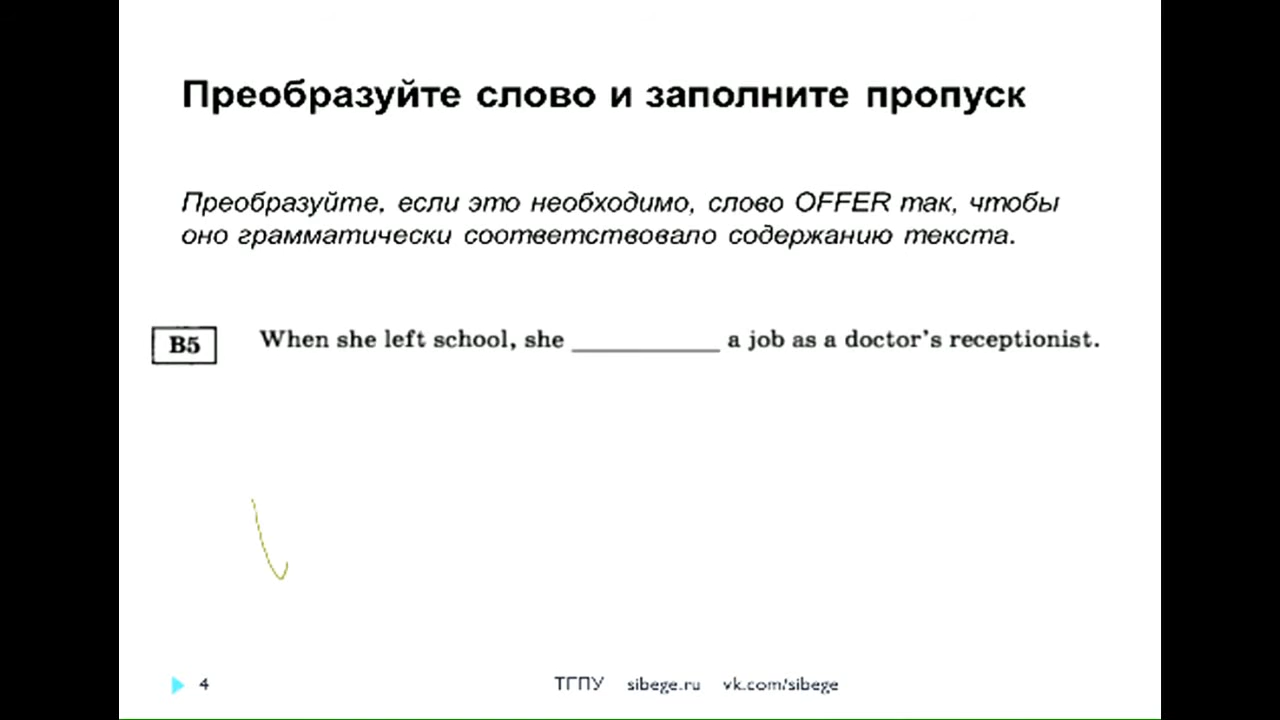 Преобразуйте слово и заполните пропуск
Преобразуйте, если это необходимо, слово OFFER так, чтобы
оно грамматически соответствовало содержанию текста.
B5 When she left school, she ____________ a job as a doctor's receptionist.
4 ТГПУ sibege.ru vk.com/sibege